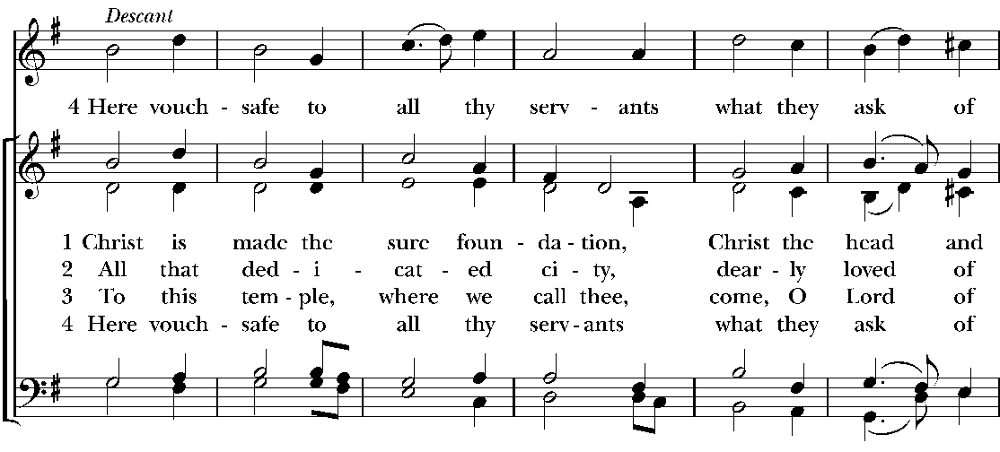 Descant
4 Here vouch - safe to all thy serv - ants what they ask of
1 Christ is made the sure foun - da - tion, Christ the head and
2 All that ded - i - cat - ed ci - ty, dear - ly loved of
3 To this tem - ple, where we call thee, come, O Lord of
4 Here vouch - safe to all thy serv - ants what they ask of